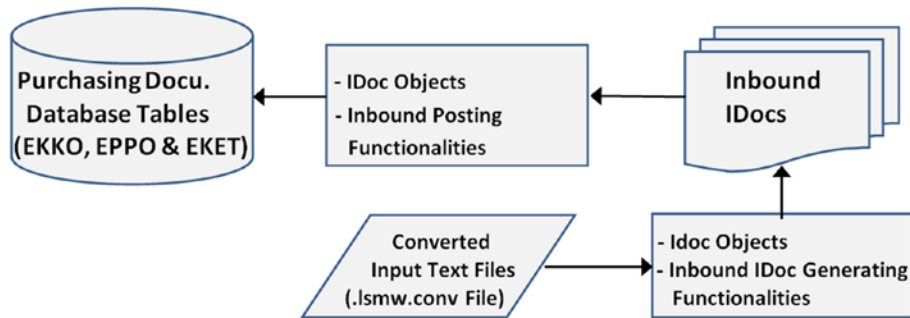 Purchasing Docu.
Database Tables
(EKKO, EPPO & EKET)
- IDoc Objects
- Inbound Posting
Functionalities
Inbound
IDocs
Converted
Input Text Files
(.lsmw.conv File)
- Idoc Objects
- Inbound IDoc Generating
Functionalities